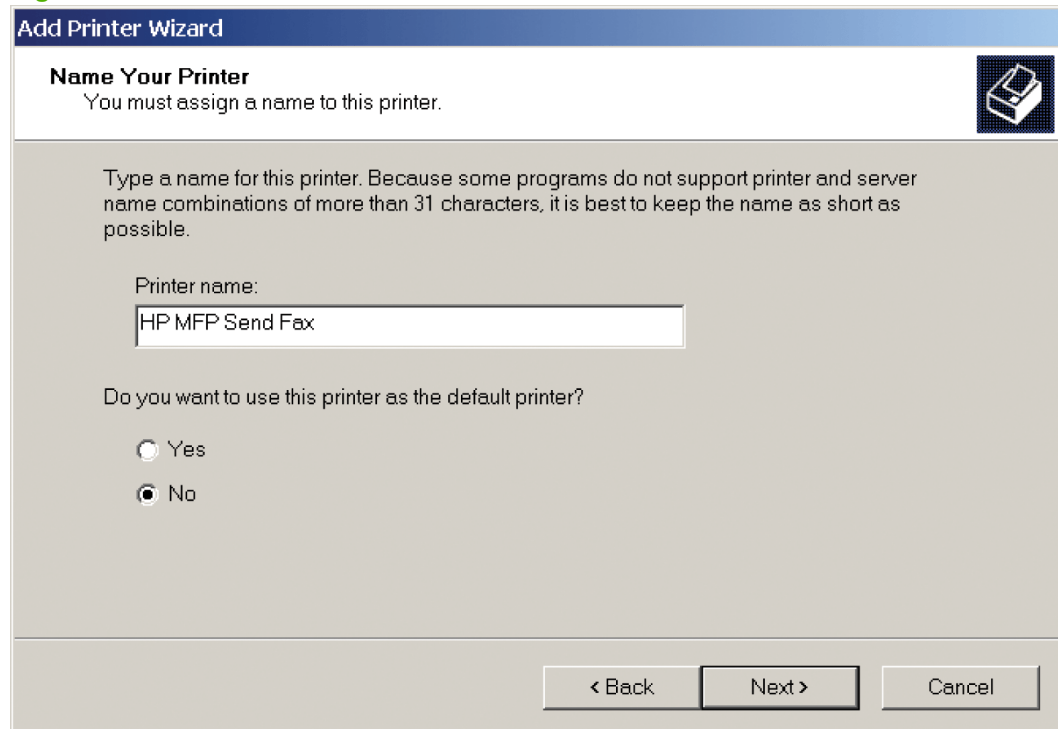 Add Printer Wizard
Name Your Printer
You must assign a name to this printer.
Type a name for this printer. Because some programs do not support printer and server
name combinations of more than 31 characters, it is best to keep the name as short as
possible.
Printer name:
HP MFP Send Fax
Do you want to use this printer as the default printer?
Yes
No
< Back
Next >
Cancel